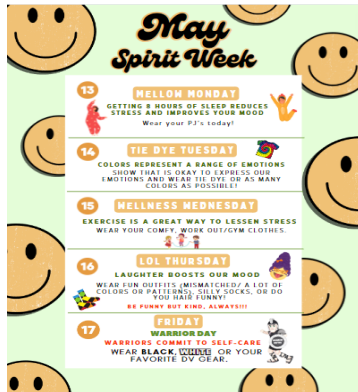 May
Spirit Week
13
MELLOW MONDAY
GETTING 8 HOURS OF SLEEP REDUCES
STRESS AND IMPROVES YOUR MOOD
Wear your PJ's today!
14
TIE DYE TUESDAY
COLORS REPRESENT A RANGE OF EMOTIONS
SHOW THAT IS OKAY TO EXPRESS OUR
EMOTIONS AND WEAR TIE DYE OR AS MANY
COLORS AS POSSIBLE!
15
WELLNESS WEDNESDAY
EXERCISE IS A GREAT WAY TO LESSEN STRESS
WEAR YOUR COMFY, WORK OUT/GYM CLOTHES.
16
LOL THURSDAY
LAUGHTER BOOSTS OUR MOOD
WEAR FUN OUTFITS (MISMATCHED/ A LOT OF
COLORS OR PATTERNS), SILLY SOCKS, OR DO
YOU HAIR FUNNY!
BE FUNNY BUT KIND, ALWAYS!!!
17
FRIDAY
WARRIOR DAY
WARRIORS COMMIT TO SELF-CARE
WEAR BLACK, WHITE OR YOUR
FAVORITE DV GEAR.